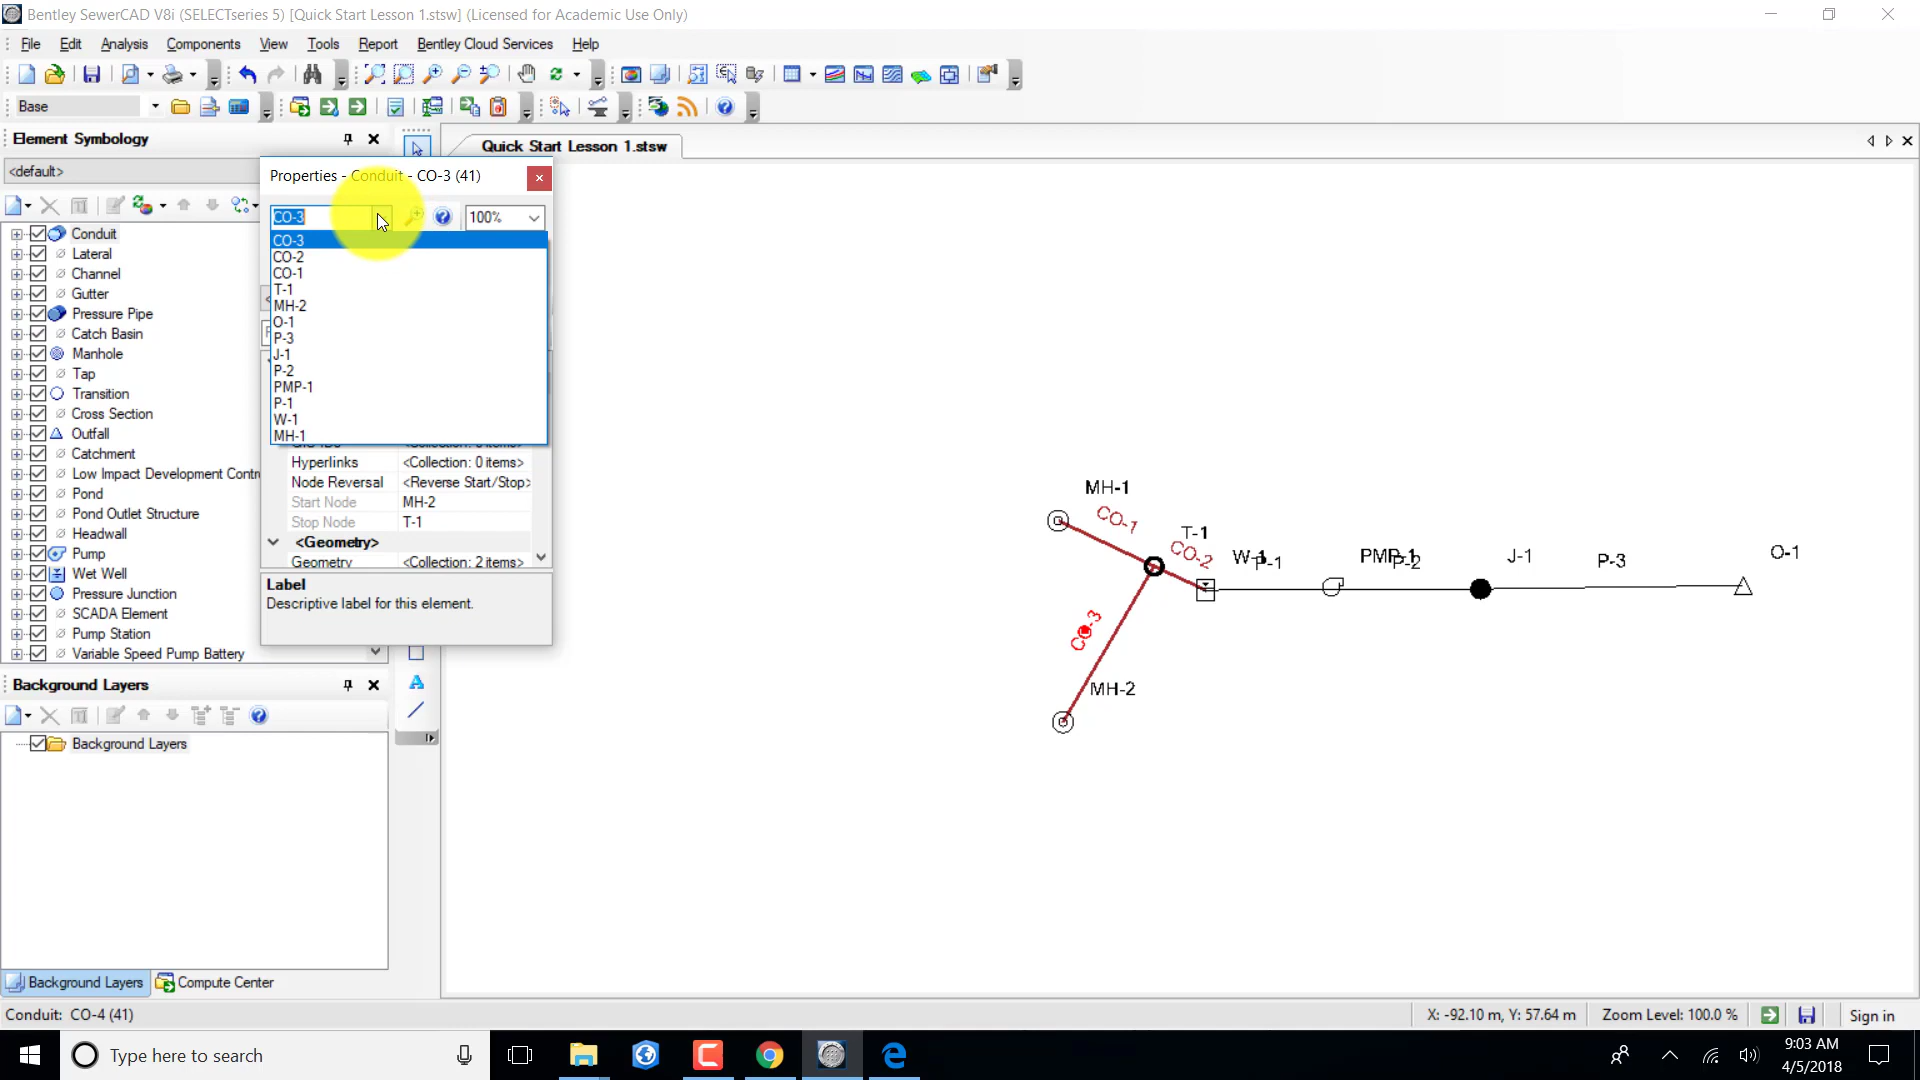 Bentley SewerCAD V8i (SELECTseries 5) [Quick Start Lesson 1.stsw] (Licensed for Academic Use Only)
File Edit Analysis Components View Tools Report Bentley Cloud Services Help
Base
Element Symbology
<default>
Conduit
Lateral
Channel
Gutter
Pressure Pipe
Catch Basin
Manhole
Tap
Transition
Cross Section
Outfall
Catchment
Low Impact Development Contr
Pond
Pond Outlet Structure
Headwall
Pump
Wet Well
Pressure Junction
SCADA Element
Pump Station
Variable Speed Pump Battery
Background Layers
Background Layers
Background Layers Compute Center
Properties - Conduit - CO-3 (41)
CO-3 100%
CO-3
CO-2
CO-1
T-1
MH-2
O-1
P-3
J-1
P-2
PMP-1
P-1
W-1
MH-1
Hyperlinks <Collection: 0 items>
Node Reversal <Reverse Start/Stop>
Start Node MH-2
Stop Node T-1
<Geometry>
Geometry <Collection: 2 items>
Label
Descriptive label for this element.
Quick Start Lesson 1.stsw
MH-1
CO-1
T-1
CO-2
W-1
P-1
PMP-1
P-2
J-1
P-3
O-1
CO-3
MH-2
Conduit: CO-4 (41)
X: -92.10 m, Y: 57.64 m Zoom Level: 100.0 % Sign in
Type here to search
9:03 AM
4/5/2018